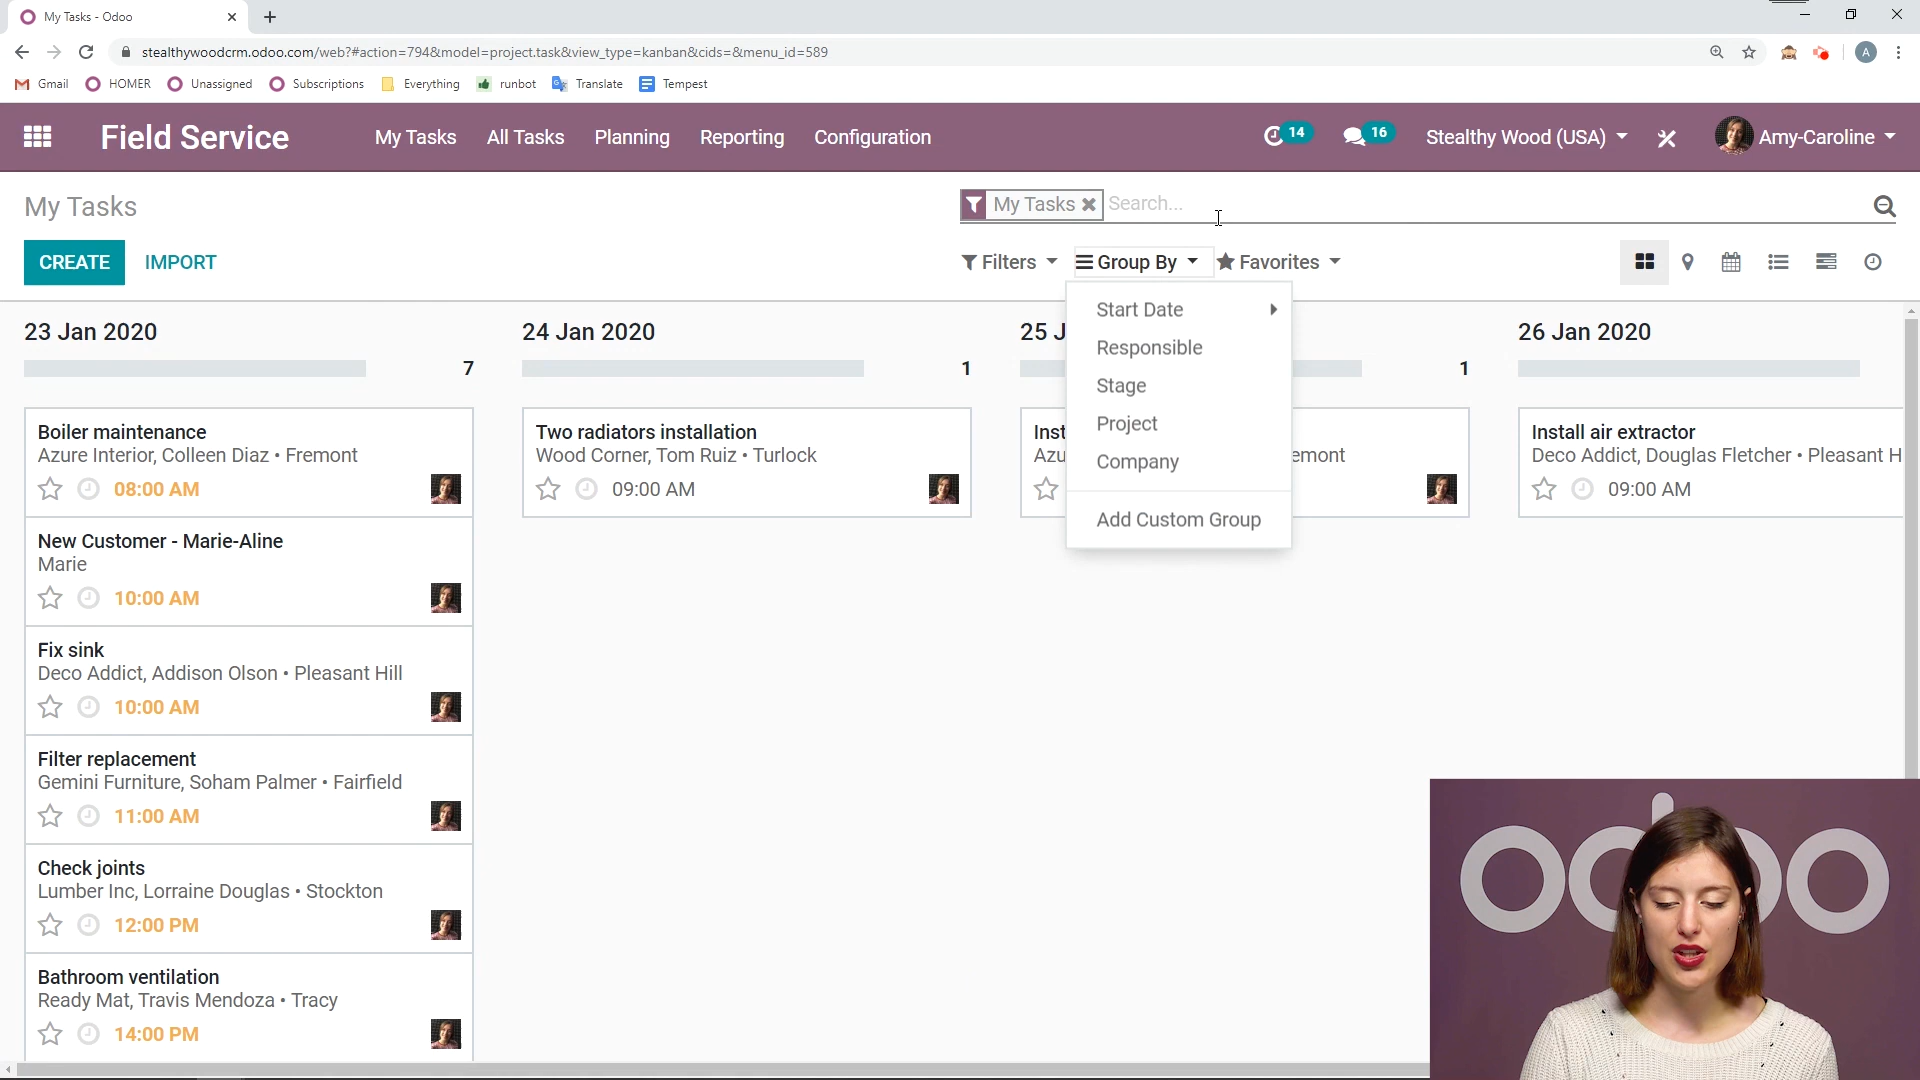 My Tasks - Odoo
stealthywoodcrm.odoo.com/web?#action=794&model=project.task&view_type=kanban&cids=&menu_id=589
A
Gmail HOMER Unassigned Subscriptions Everything runbot Translate Tempest
Field Service My Tasks All Tasks Planning Reporting Configuration 14 16 Stealthy Wood (USA) Amy-Caroline
My Tasks
My Tasks Search...
CREATE IMPORT
Filters Group By Favorites
Start Date
Responsible
Stage
Project
Company
Add Custom Group
23 Jan 2020
7
Boiler maintenance
Azure Interior, Colleen Diaz • Fremont
08:00 AM
New Customer - Marie-Aline
Marie
10:00 AM
Fix sink
Deco Addict, Addison Olson • Pleasant Hill
10:00 AM
Filter replacement
Gemini Furniture, Soham Palmer • Fairfield
11:00 AM
Check joints
Lumber Inc, Lorraine Douglas • Stockton
12:00 PM
Bathroom ventilation
Ready Mat, Travis Mendoza • Tracy
14:00 PM
24 Jan 2020
1
Two radiators installation
Wood Corner, Tom Ruiz • Turlock
09:00 AM
25 J
1
Inst
Azu emont
26 Jan 2020
Install air extractor
Deco Addict, Douglas Fletcher • Pleasant H
09:00 AM
odoo